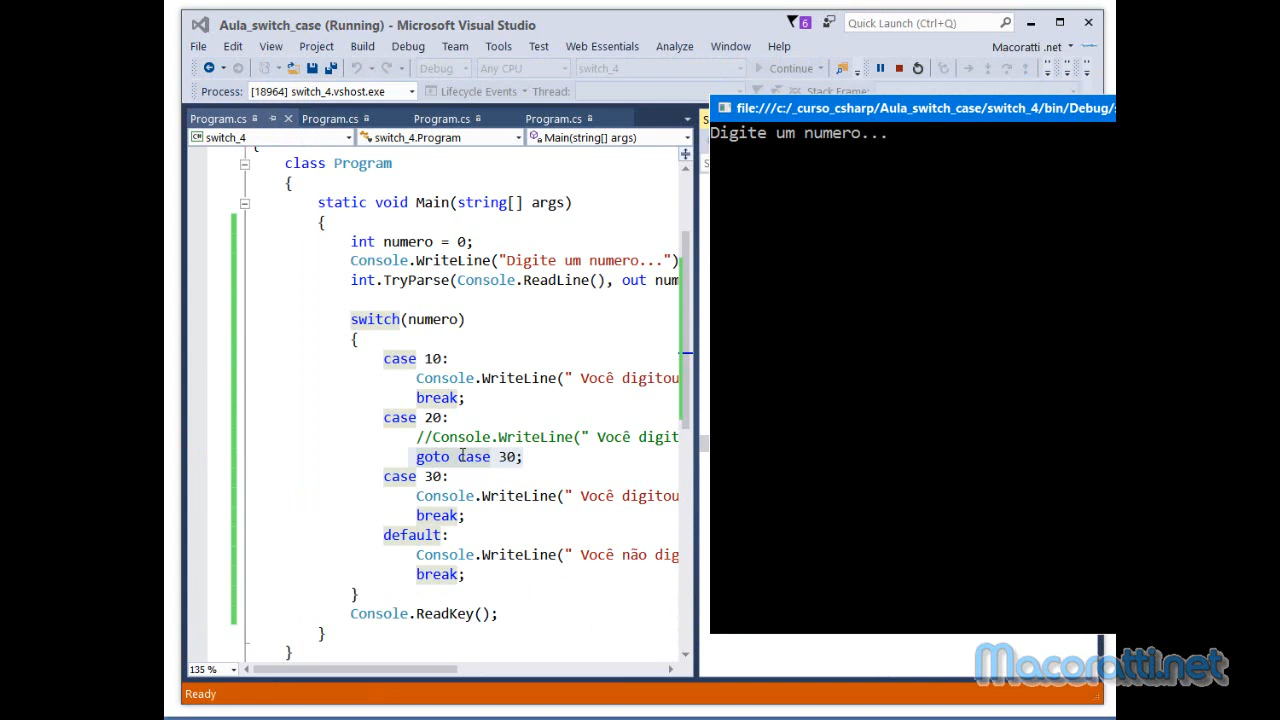 Aula_switch_case (Running) - Microsoft Visual Studio
6
Quick Launch (Ctrl+Q)
File Edit View Project Build Debug Team Tools Test Web Essentials Analyze Window Help
Macoratti .net
Debug Any CPU switch_4 Continue
Process: [18964] switch_4.vshost.exe Lifecycle Events Thread: Stack Frame:
Program.cs Program.cs Program.cs Program.cs
switch_4 switch_4.Program Main(string[] args)
file:///c:/_curso_csharp/Aula_switch_case/switch_4/bin/Debug/
Digite um numero...
class Program
{
static void Main(string[] args)
{
int numero = 0;
Console.WriteLine("Digite um numero...")
int.TryParse(Console.ReadLine(), out num
switch(numero)
{
case 10:
Console.WriteLine(" Você digitou
break;
case 20:
//Console.WriteLine(" Você digit
goto case 30;
case 30:
Console.WriteLine(" Você digitou
break;
default:
Console.WriteLine(" Você não dig
break;
}
Console.ReadKey();
}
}
135 %
Ready
Macoratti.net